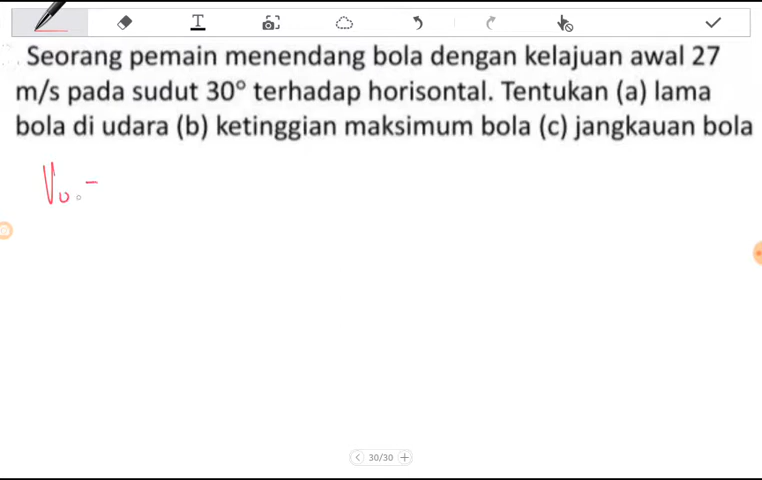 T
Seorang pemain menendang bola dengan kelajuan awal 27
m/s pada sudut 30° terhadap horisontal. Tentukan (a) lama
bola di udara (b) ketinggian maksimum bola (c) jangkauan bola
V₀ =
30/30